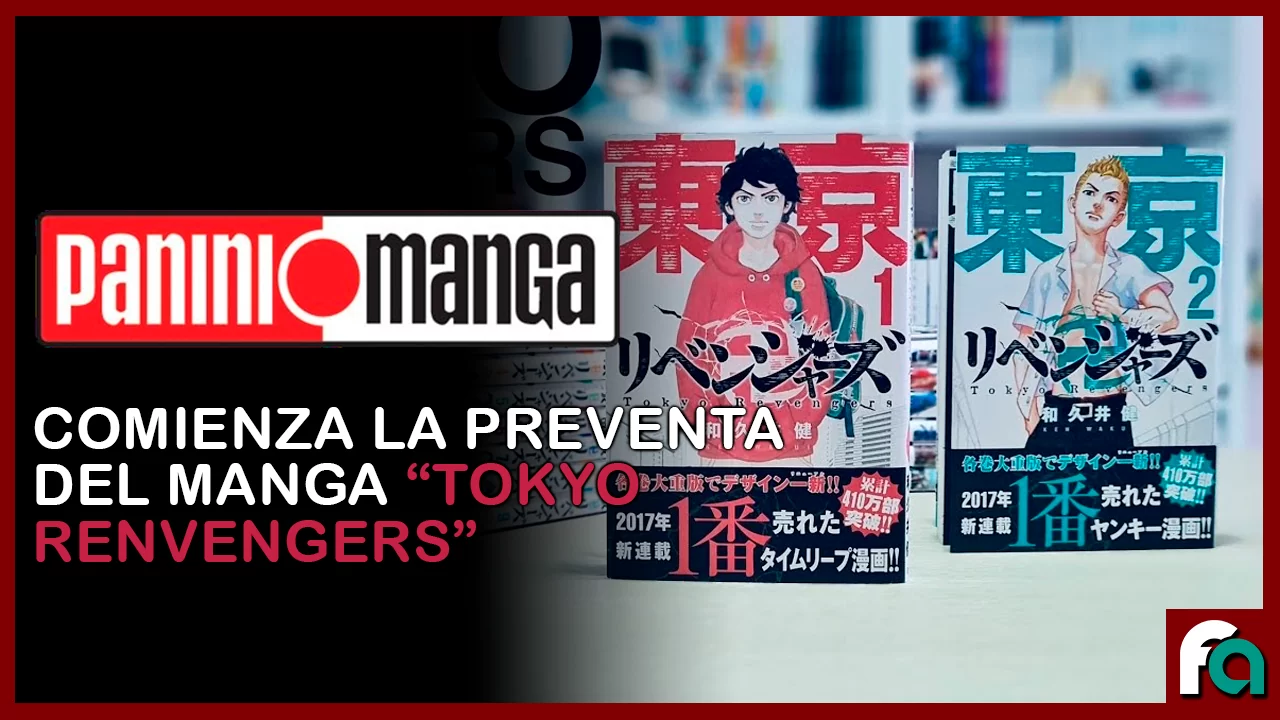 O
RS
PANINI manga
COMIENZA LA PREVENTA
DEL MANGA “TOKYO
RENVENGERS”
東京
1
リベンジャーズ
Tokyo Revengers
和久井健
各巻大重版でデザイン一新!!
累計
410万部
突破!!
2017年
新連載
1番
売れた
タイムリープ漫画!!
東京
2
リベンジャーズ
Tokyo Revengers
和久井健
KEN WAKUI
各巻大重版でデザイン一新!!
累計
410万部
突破!!
2017年
新連載
1番
売れた
ヤンキー漫画!!
fa